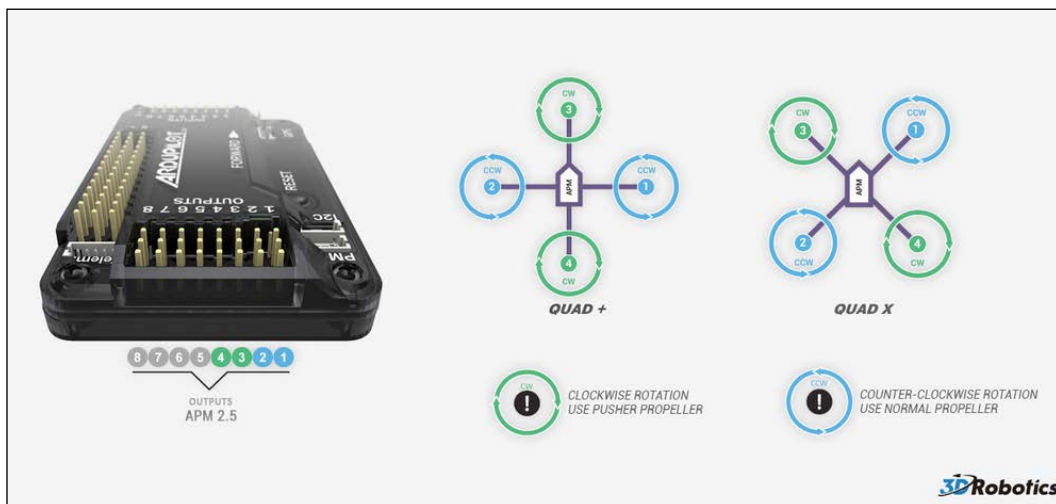 ARDUPILOT
FORWARD
LIPO
RESET
OUTPUTS
1 2 3 4 5 6 7 8
I2C
PM
8 7 6 5 4 3 2 1
OUTPUTS
APM 2.5
CW
3
CCW
2
APM
CCW
1
4
CW
QUAD +
CW
3
CCW
1
APM
2
CCW
4
CW
QUAD X
CW
!
CLOCKWISE ROTATION
USE PUSHER PROPELLER
CCW
!
COUNTER-CLOCKWISE ROTATION
USE NORMAL PROPELLER
3DRobotics